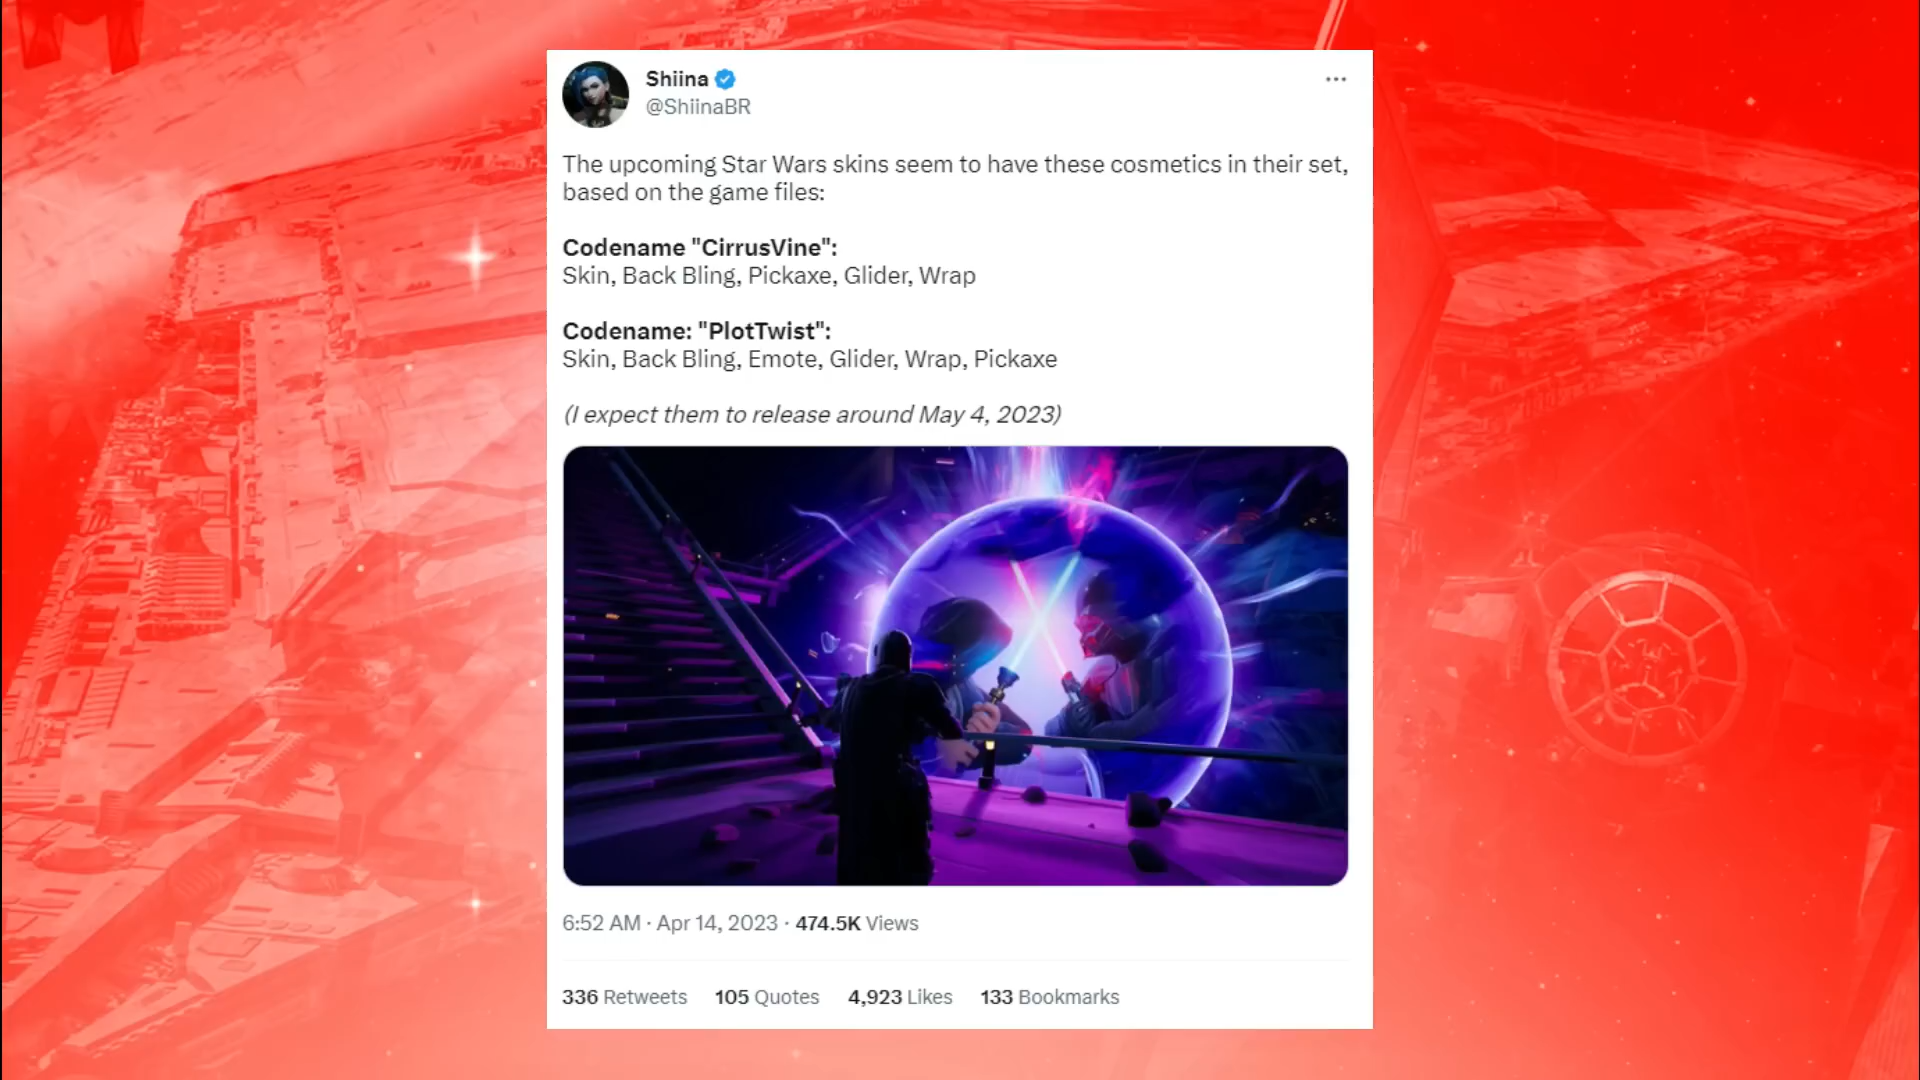 Shiina
@ShiinaBR
The upcoming Star Wars skins seem to have these cosmetics in their set,
based on the game files:
Codename "CirrusVine":
Skin, Back Bling, Pickaxe, Glider, Wrap
Codename: "PlotTwist":
Skin, Back Bling, Emote, Glider, Wrap, Pickaxe
(I expect them to release around May 4, 2023)
6:52 AM · Apr 14, 2023 · 474.5K Views
336 Retweets 105 Quotes 4,923 Likes 133 Bookmarks